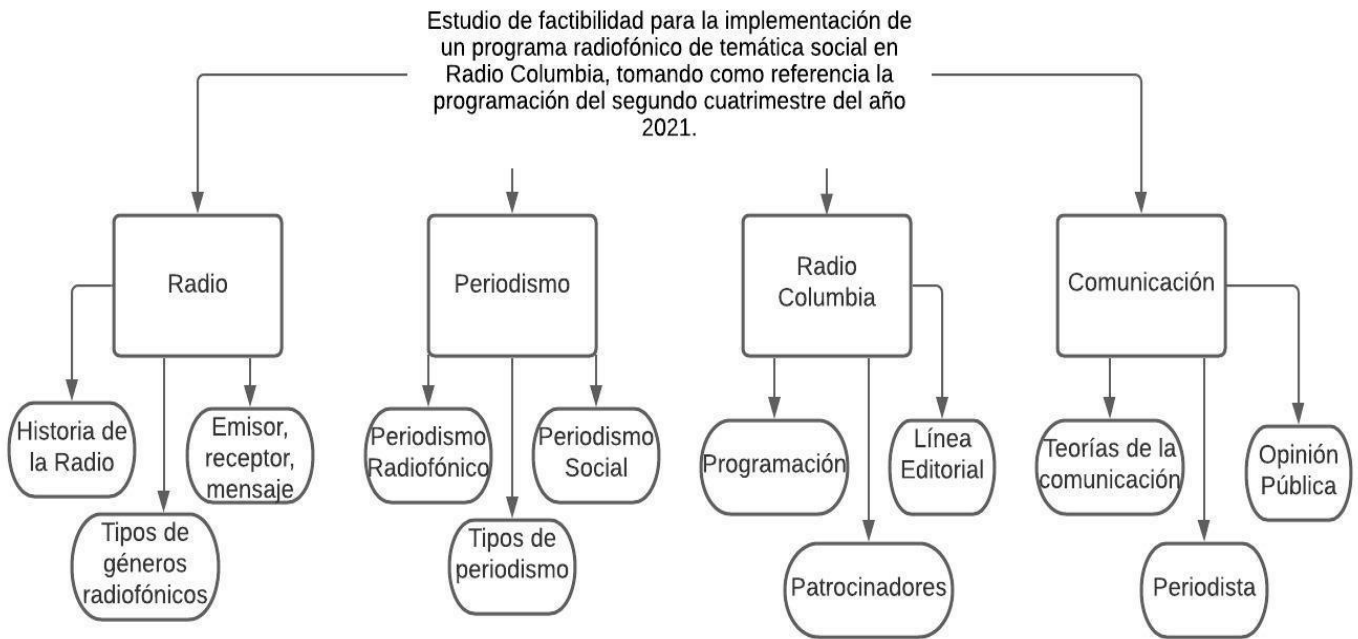 Estudio de factibilidad para la implementación de
un programa radiofónico de temática social en
Radio Columbia, tomando como referencia la
programación del segundo cuatrimestre del año
2021.
Radio
Periodismo
Radio
Columbia
Comunicación
Historia de
la Radio
Emisor,
receptor,
mensaje
Tipos de
géneros
radiofónicos
Periodismo
Radiofónico
Periodismo
Social
Tipos de
periodismo
Programación
Línea
Editorial
Patrocinadores
Teorías de la
comunicación
Opinión
Pública
Periodista